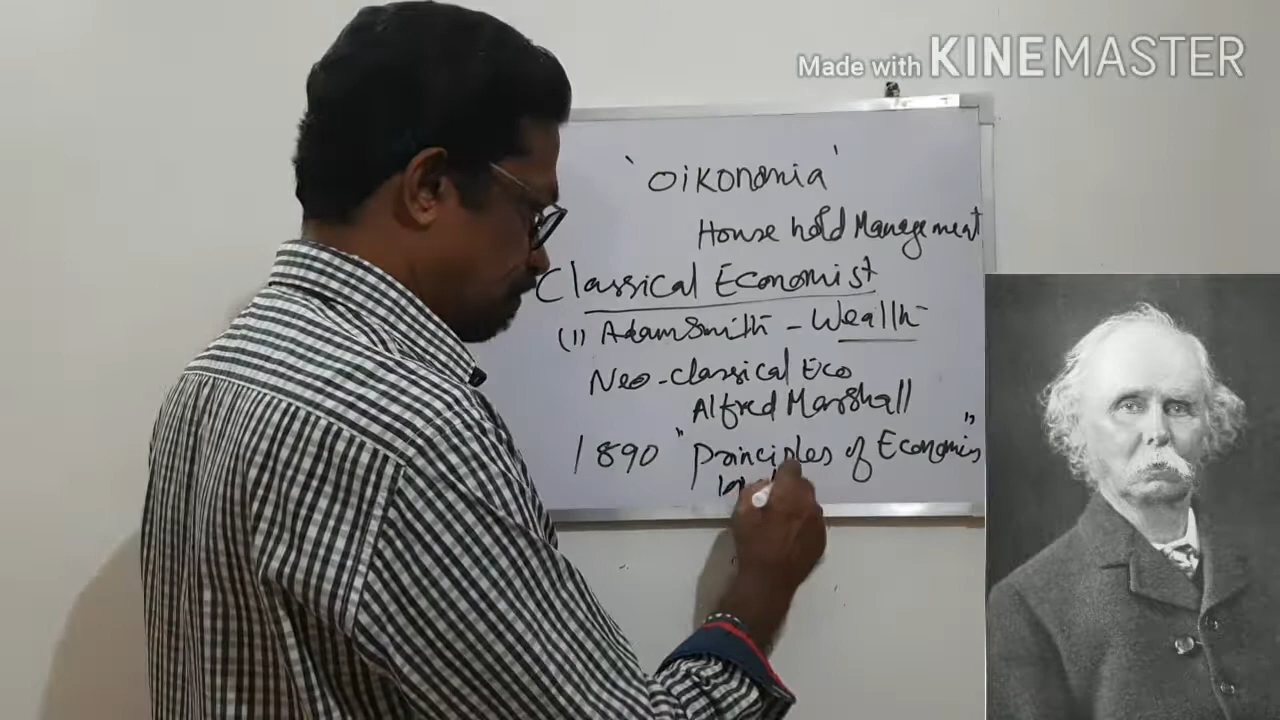 Made with KINEMASTER
'Oikonomia'
House hold Management
Classical Economist
(1) Adam Smith - Wealth
Neo-classical Eco
Alfred Marshall
1890 "Principles of Economics"